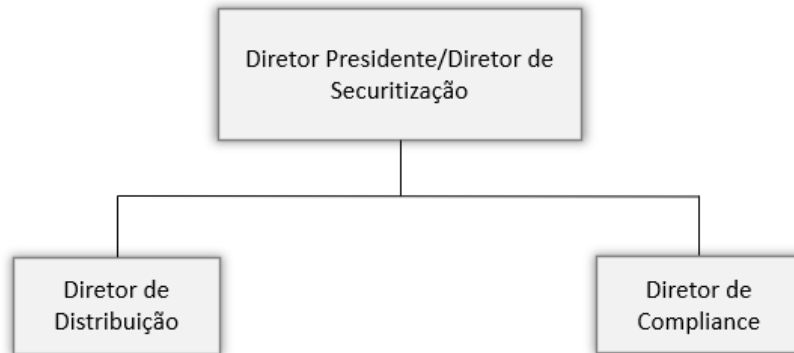 Diretor Presidente/Diretor de
Securitização
Diretor de
Distribuição
Diretor de
Compliance